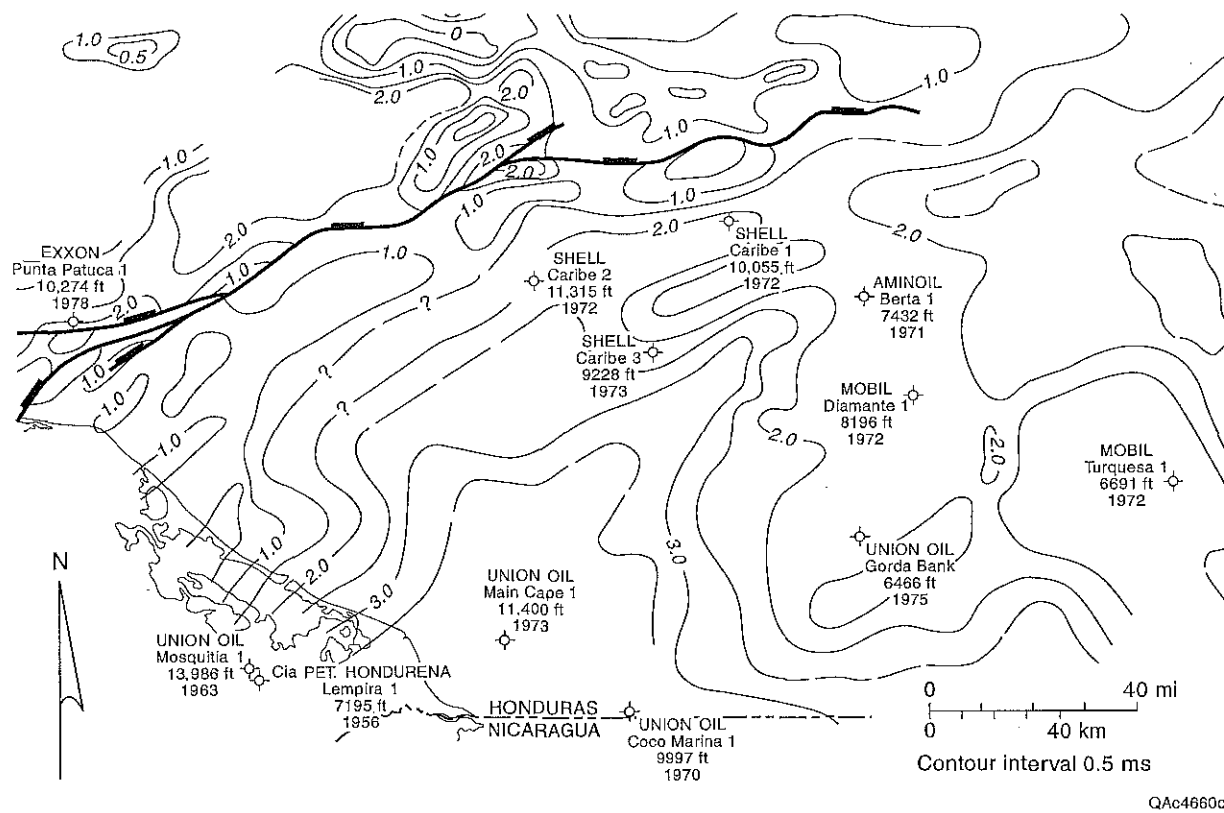 1.0
0.5
0
1.0
2.0
2.0
1.0
1.0
1.0
2.0
2.0
1.0
1.0
1.0
2.0
1.0
2.0
2.0
1.0
1.0
2.0
1.0
1.0
?
?
?
EXXON
Punta Patuca 1
10,274 ft
1978
SHELL
Caribe 2
11,315 ft
1972
SHELL
Caribe 1
10,055 ft
1972
SHELL
Caribe 3
9228 ft
1973
AMINOIL
Berta 1
7432 ft
1971
MOBIL
Diamante 1
8196 ft
1972
2.0
2.0
MOBIL
Turquesa 1
6691 ft
1972
1.0
2.0
3.0
3.0
N
UNION OIL
Main Cape 1
11,400 ft
1973
UNION OIL
Gorda Bank
6466 ft
1975
UNION OIL
Mosquitia 1
13,986 ft
1963
Cia PET. HONDURENA
Lempira 1
7195 ft
1956
HONDURAS
NICARAGUA
UNION OIL
Coco Marina 1
9997 ft
1970
0 40 mi
0 40 km
Contour interval 0.5 ms
QAc4660c